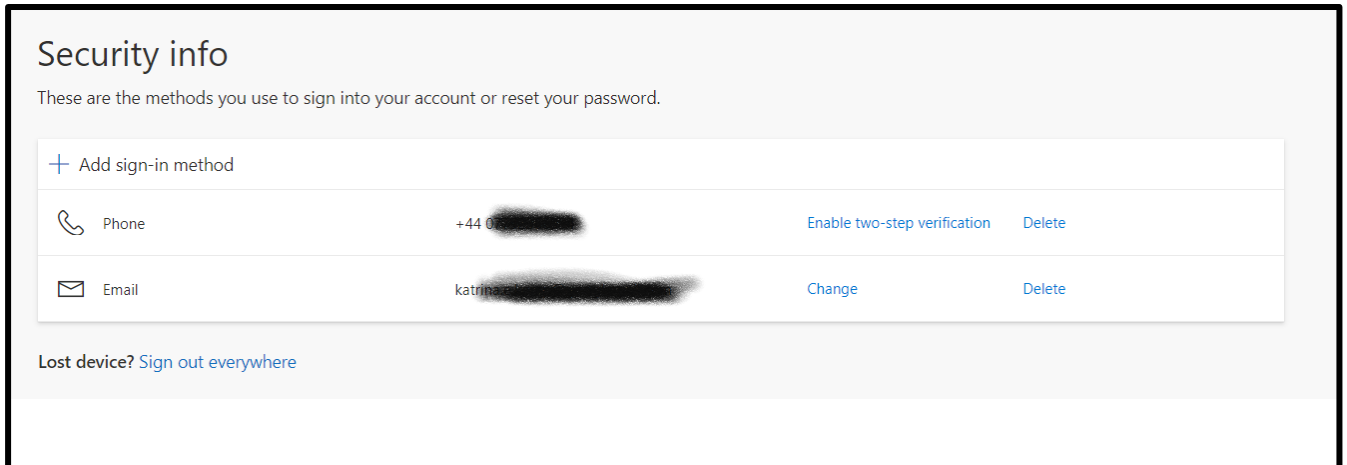 Security info
These are the methods you use to sign into your account or reset your password.
Add sign-in method
Phone +44 0 Enable two-step verification Delete
Email Change Delete
Lost device? Sign out everywhere